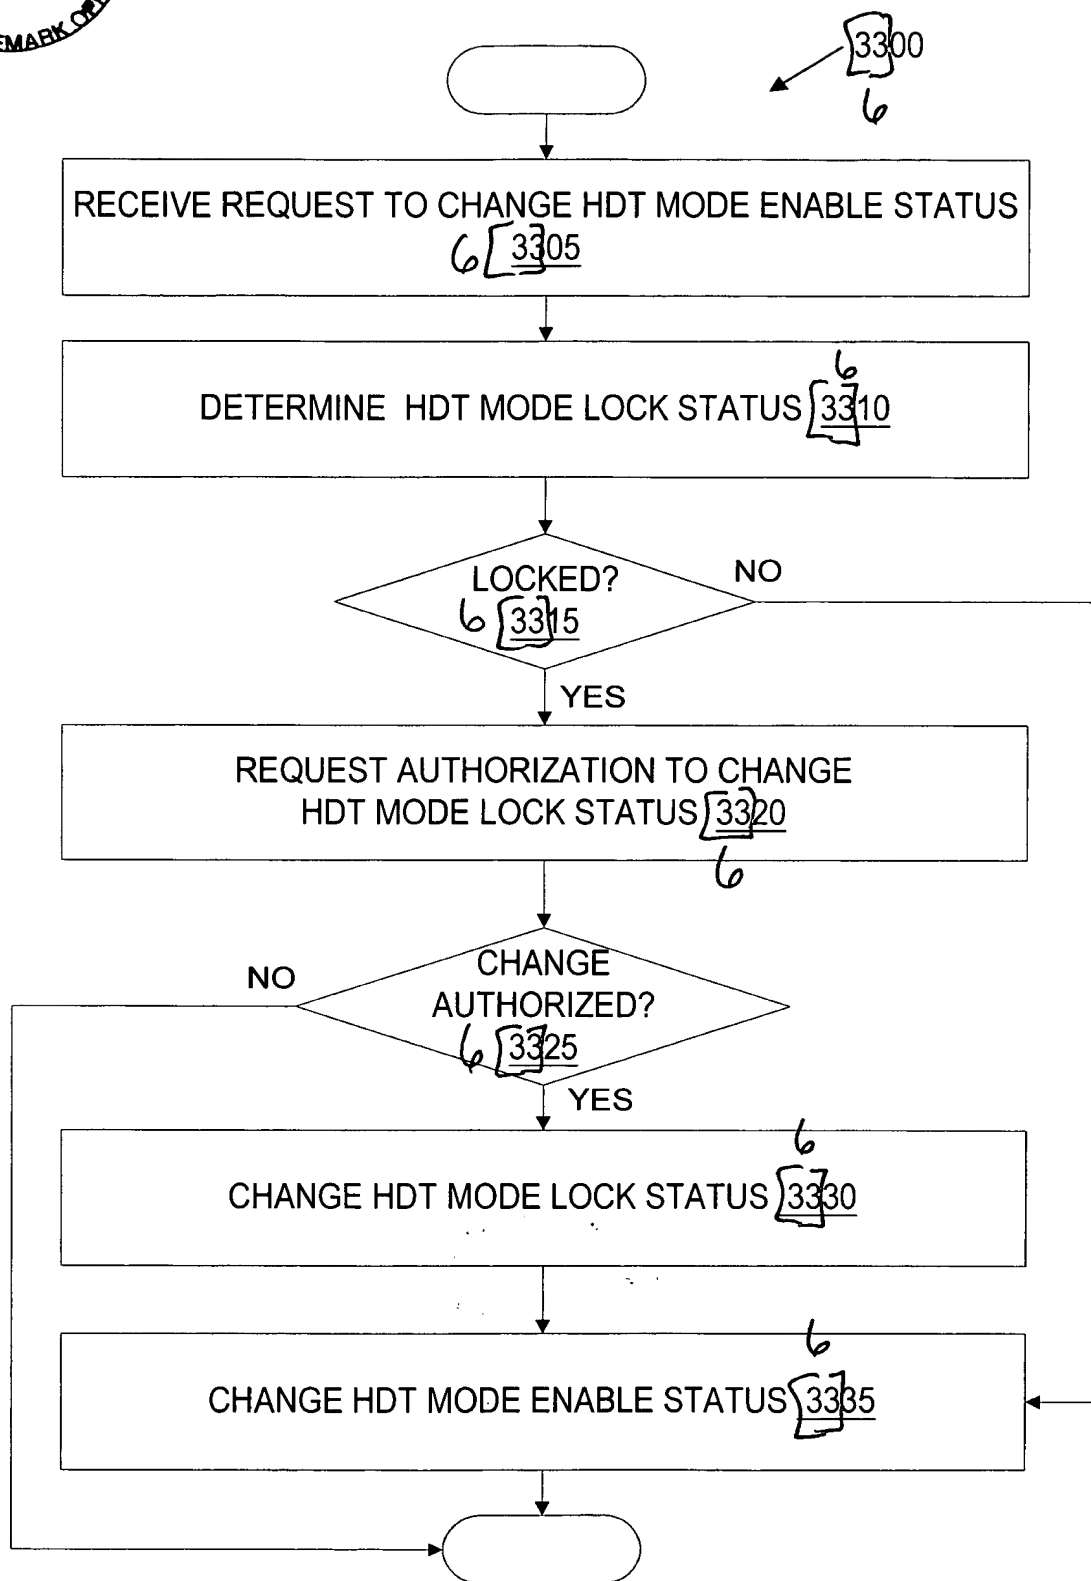 EMARK OF
3300
6
RECEIVE REQUEST TO CHANGE HDT MODE ENABLE STATUS
6 3305
6
DETERMINE HDT MODE LOCK STATUS 3310
LOCKED?
NO
6 3315
YES
REQUEST AUTHORIZATION TO CHANGE
HDT MODE LOCK STATUS 3320
6
CHANGE
NO
AUTHORIZED?
6 3325
YES
6
CHANGE HDT MODE LOCK STATUS 3330
6
CHANGE HDT MODE ENABLE STATUS 3335